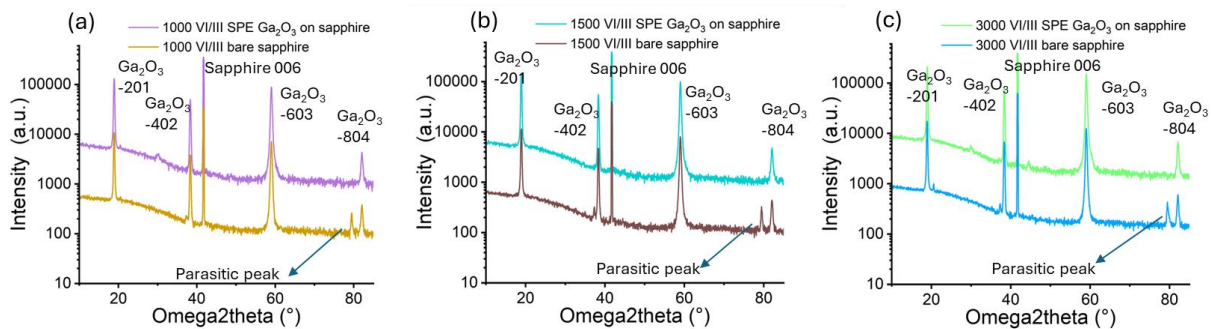 (a)
1000 VI/III SPE Ga₂O₃ on sapphire
1000 VI/III bare sapphire
Ga₂O₃
-201
Sapphire 006
Ga₂O₃
-402
Ga₂O₃
-603
Ga₂O₃
-804
100000
10000
1000
100
10
Intensity (a.u.)
Parasitic peak
20 40 60 80
Omega2theta (°)
(b)
1500 VI/III SPE Ga₂O₃ on sapphire
1500 VI/III bare sapphire
Ga₂O₃
-201
Sapphire 006
Ga₂O₃
-402
Ga₂O₃
-603
Ga₂O₃
-804
100000
10000
1000
100
10
Intensity (a.u.)
Parasitic peak
20 40 60 80
Omega2theta (°)
(c)
3000 VI/III SPE Ga₂O₃ on sapphire
3000 VI/III bare sapphire
Sapphire 006
Ga₂O₃
-201
Ga₂O₃
-402
Ga₂O₃
-603
Ga₂O₃
-804
100000
10000
1000
100
10
Intensity (a.u.)
Parasitic peak
20 40 60 80
Omega2theta (°)